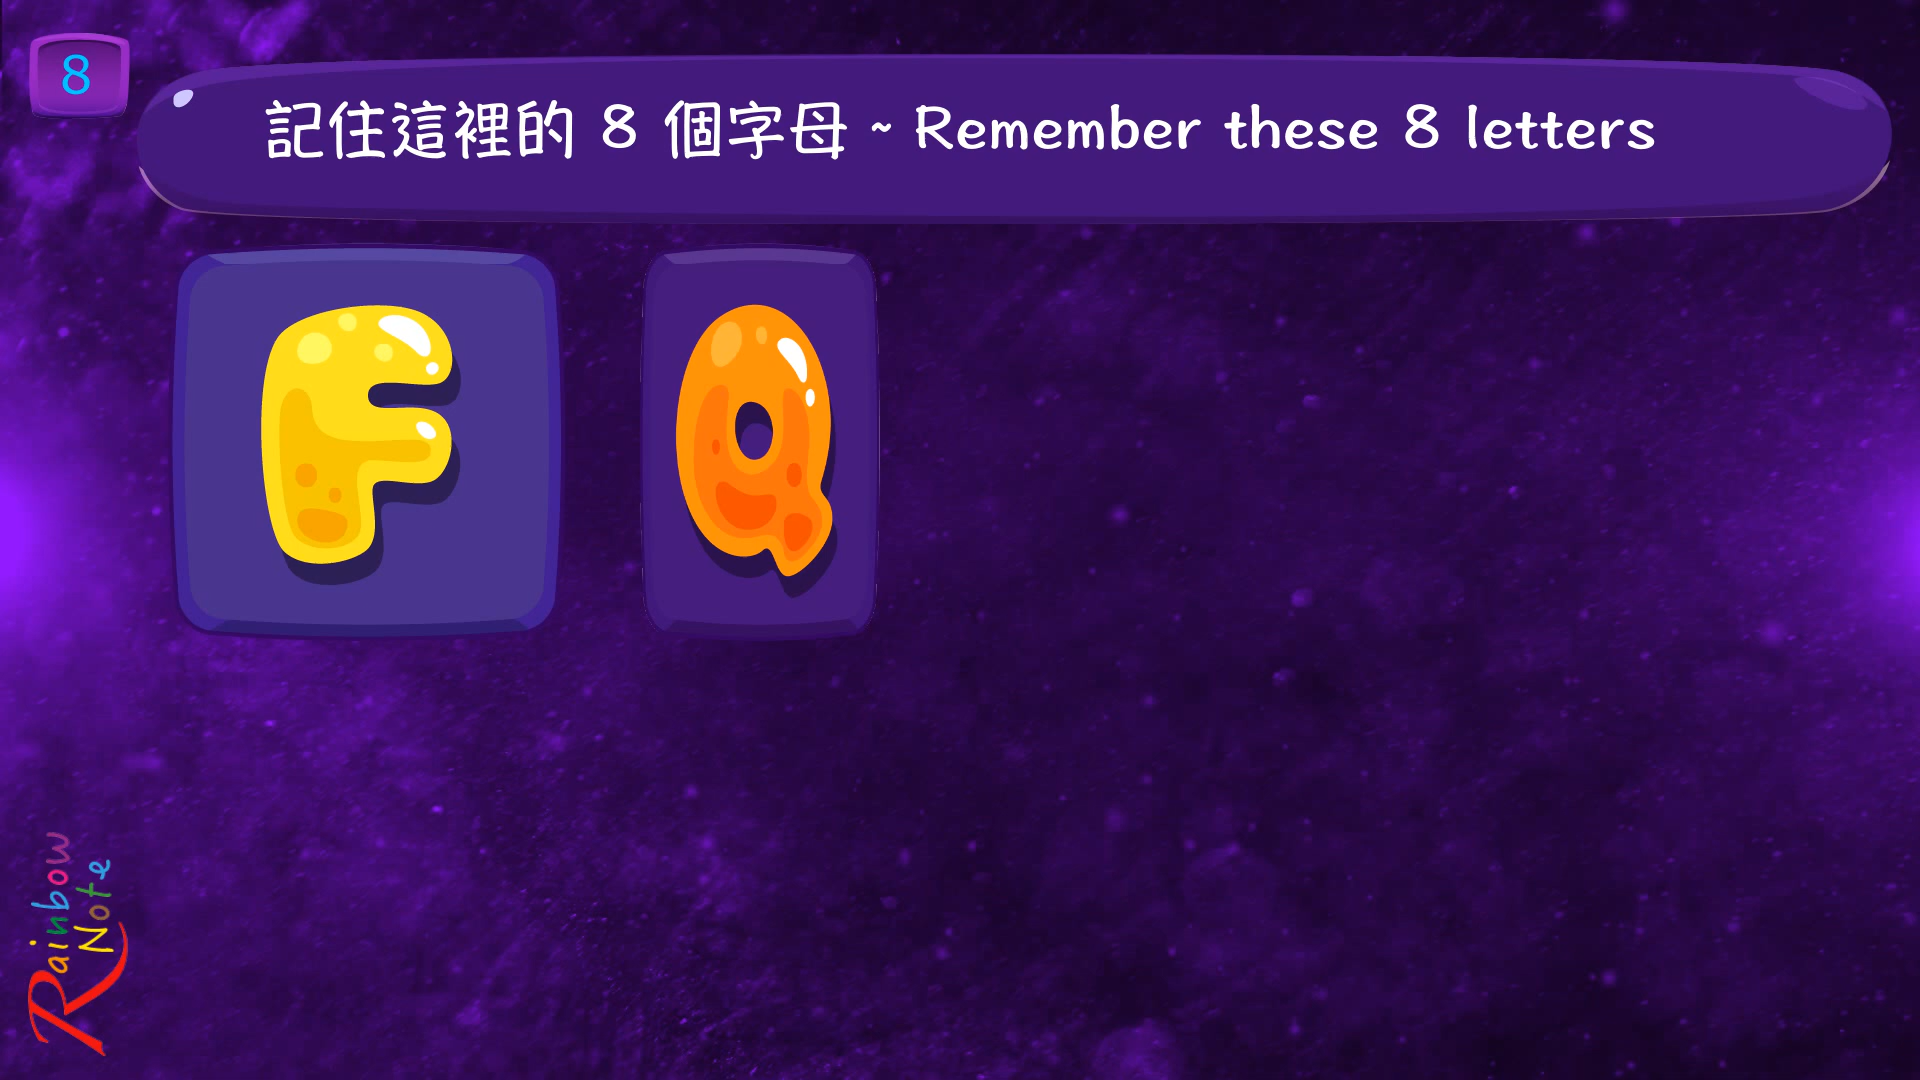 8
記住這裡的 8 個字母 ~ Remember these 8 letters
F Q
Rainbow
Note